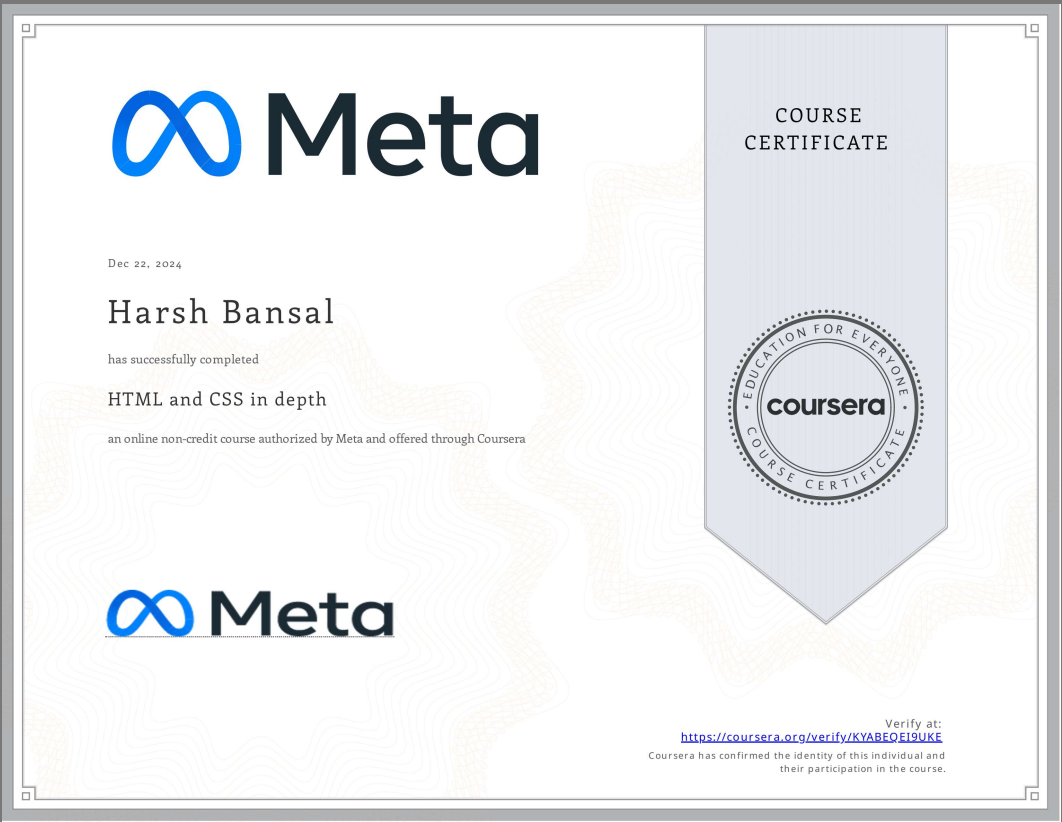 Meta
COURSE
CERTIFICATE
Dec 22, 2024
Harsh Bansal
has successfully completed
HTML and CSS in depth
an online non-credit course authorized by Meta and offered through Coursera
EDUCATION FOR EVERYONE
coursera
COURSE CERTIFICATE
Meta
Verify at:
https://coursera.org/verify/KYABEQEI9UKE
Coursera has confirmed the identity of this individual and
their participation in the course.